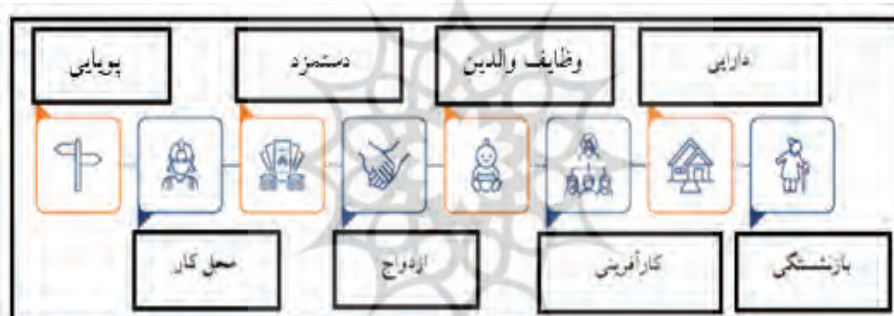 پویایی
دستمزد
وظایف والدین
دارایی
محل کار
ازدواج
کارآفرینی
بازنشستگی